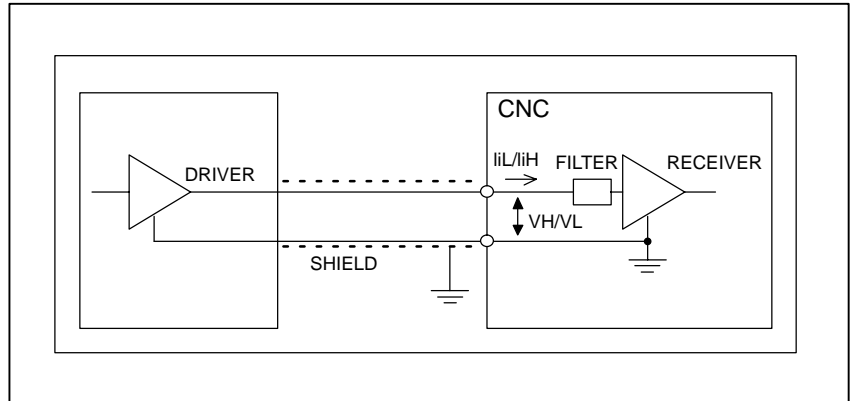 CNC
IiL/IiH
FILTER
RECEIVER
DRIVER
VH/VL
SHIELD